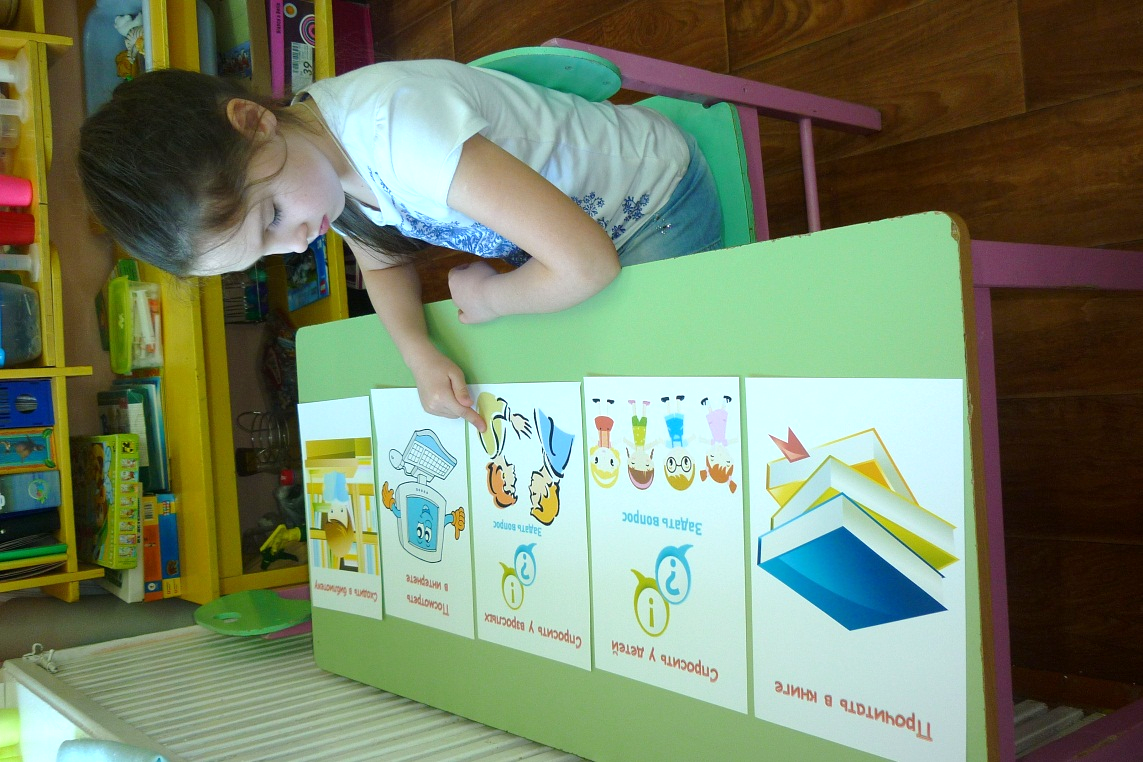 Прочитать в книге
Спросить у детей
Задать вопрос
Спросить у взрослых
Задать вопрос
Посмотреть
в интернете
Сходить в библиотеку